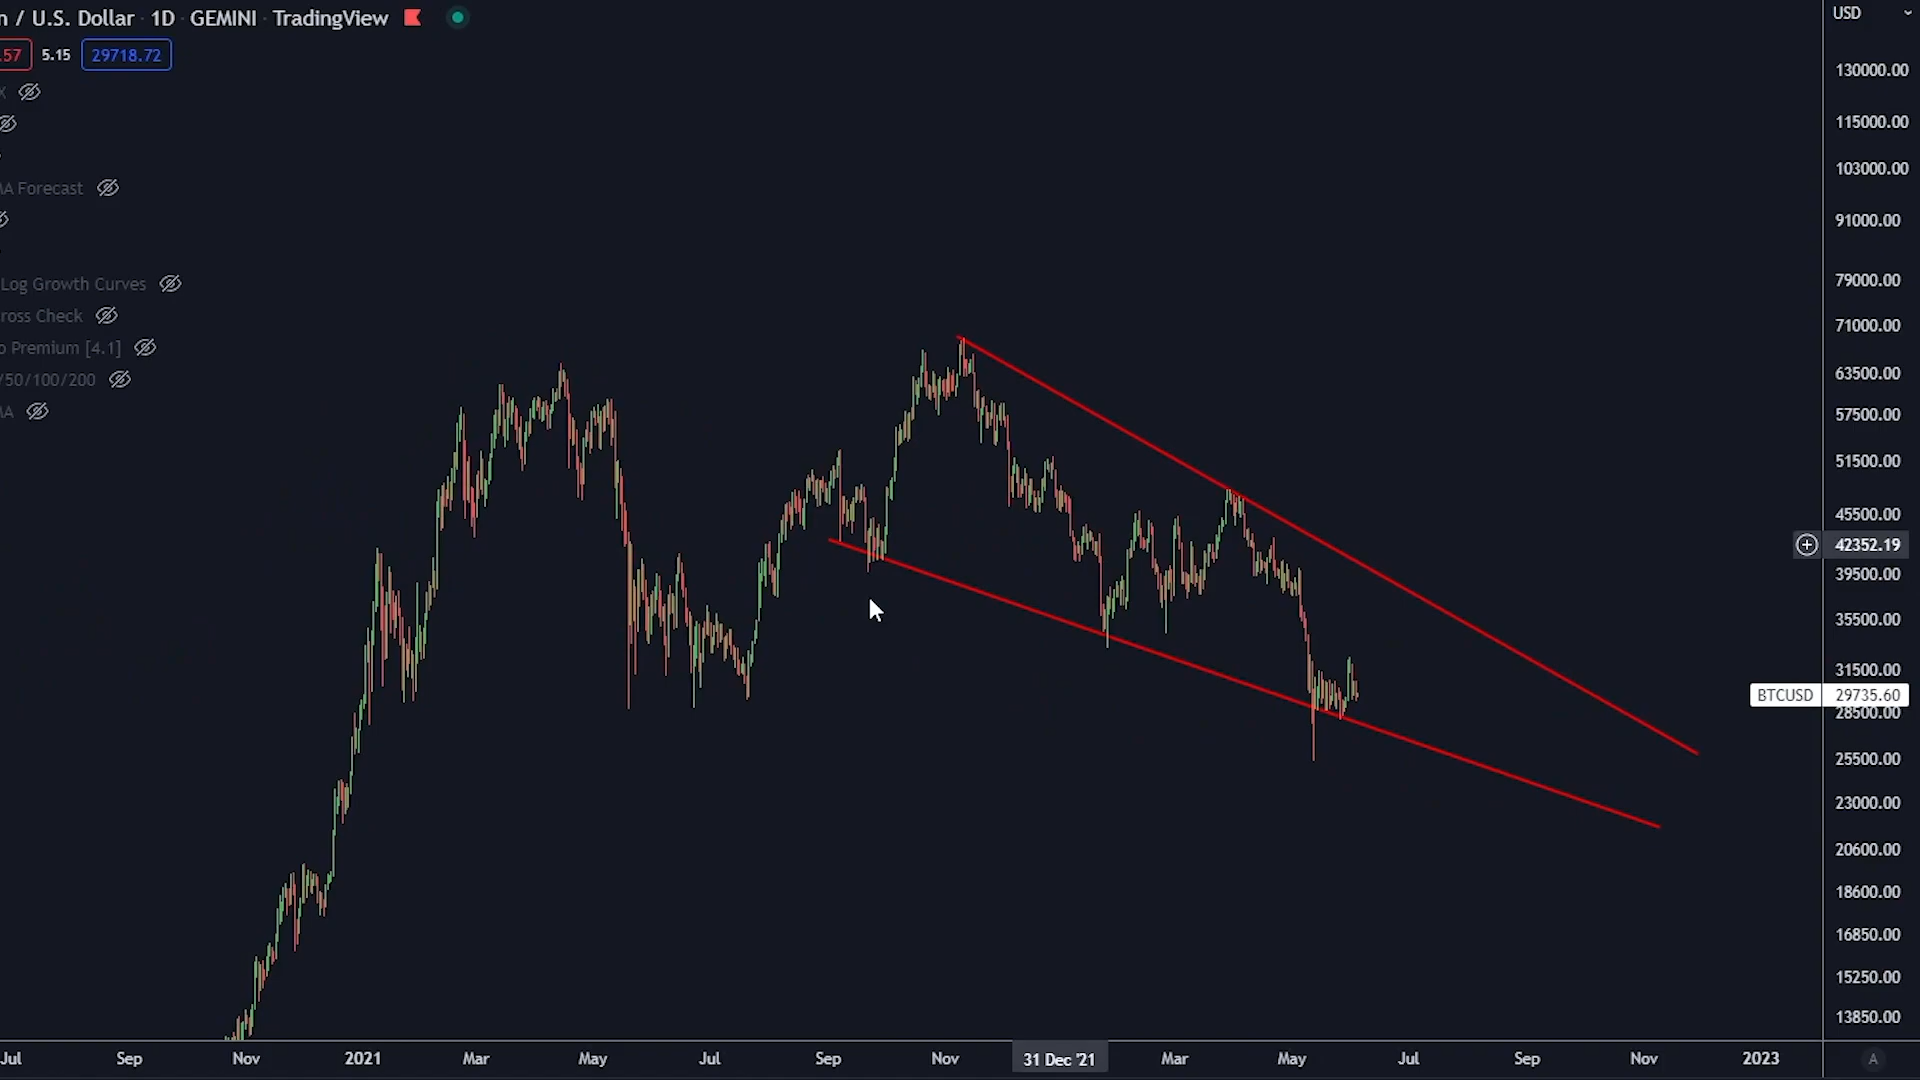 n / U.S. Dollar · 1D · GEMINI · TradingView
.57 5.15 29718.72
X
MA Forecast
Log Growth Curves
ross Check
o Premium [4.1]
/50/100/200
MA
USD
130000.00
115000.00
103000.00
91000.00
79000.00
71000.00
63500.00
57500.00
51500.00
45500.00
42352.19
39500.00
35500.00
31500.00
BTCUSD 29735.60
28500.00
25500.00
23000.00
20600.00
18600.00
16850.00
15250.00
13850.00
Jul Sep Nov 2021 Mar May Jul Sep Nov 31 Dec '21 Mar May Jul Sep Nov 2023 A